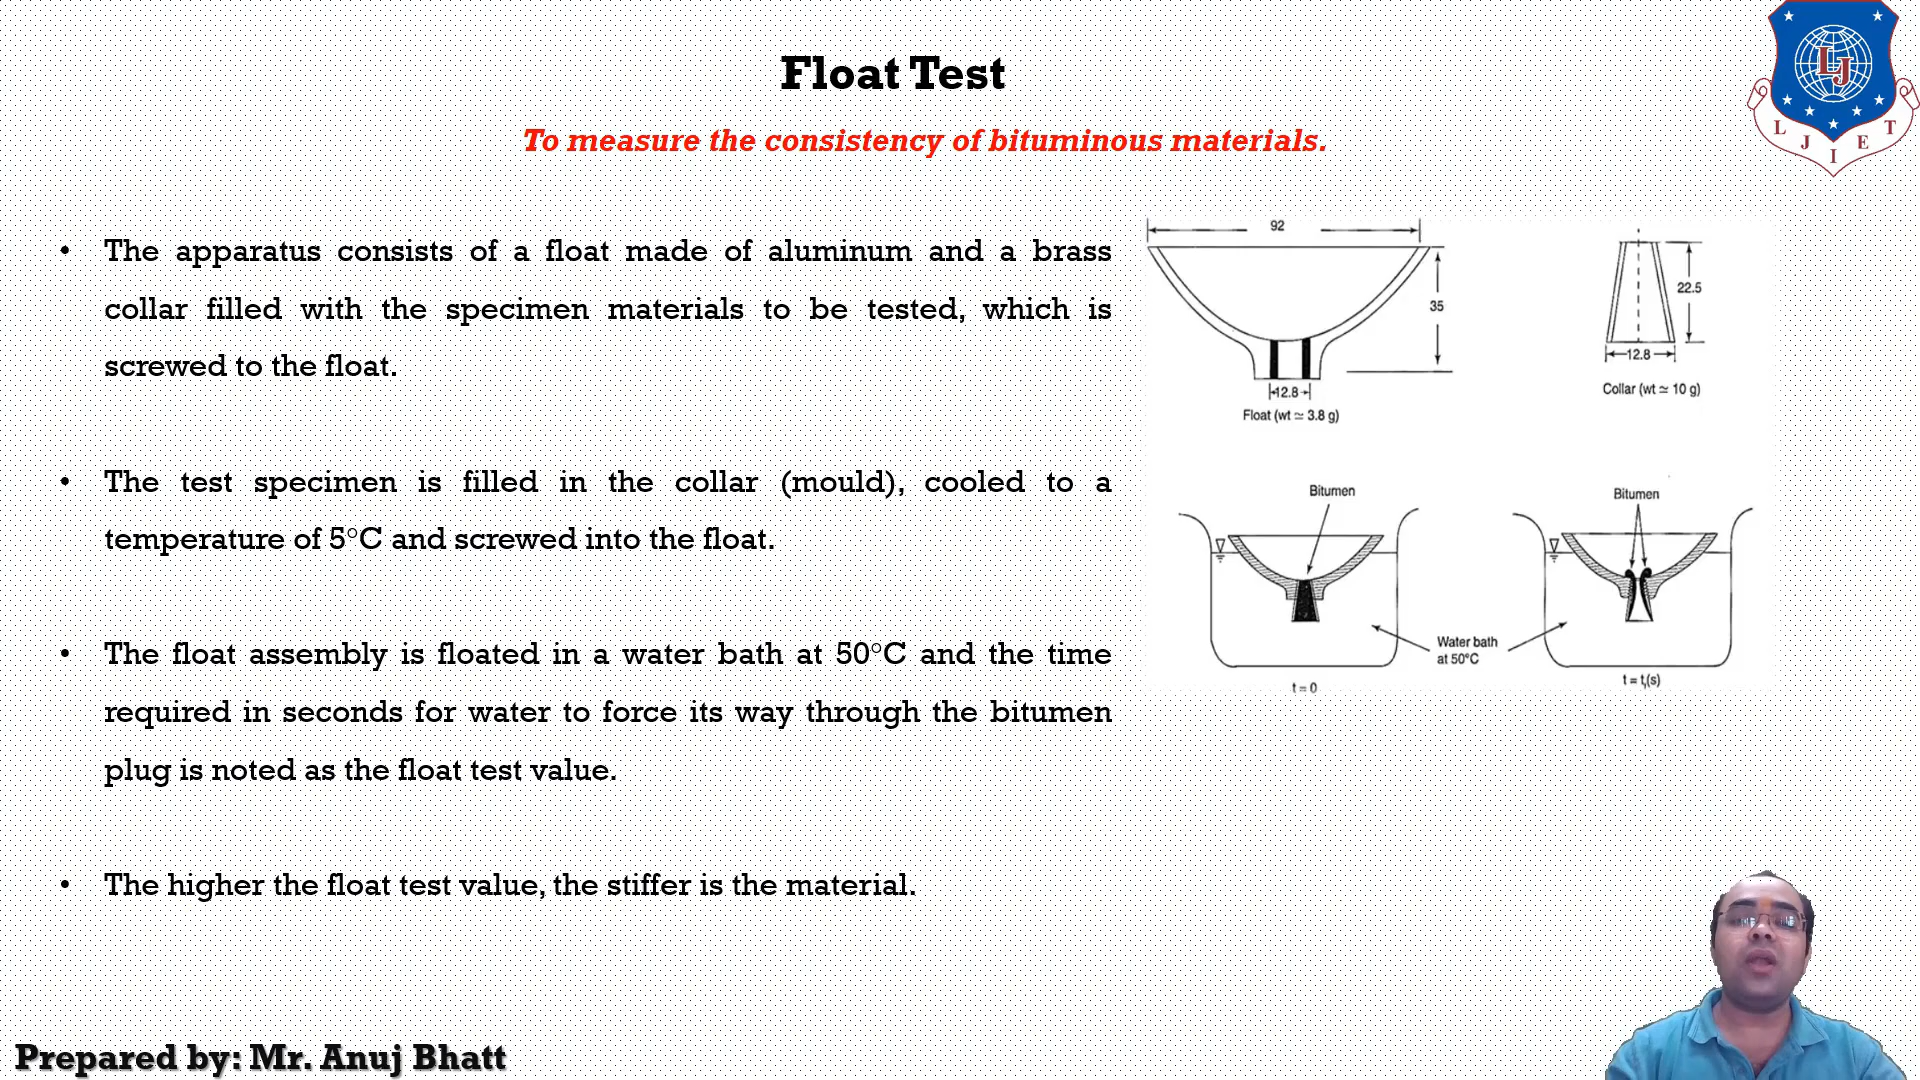 Float Test
To measure the consistency of bituminous materials.
L J I E T
LJ
• The apparatus consists of a float made of aluminum and a brass
collar filled with the specimen materials to be tested, which is
screwed to the float.
• The test specimen is filled in the collar (mould), cooled to a
temperature of 5°C and screwed into the float.
• The float assembly is floated in a water bath at 50°C and the time
required in seconds for water to force its way through the bitumen
plug is noted as the float test value.
• The higher the float test value, the stiffer is the material.
92
35
12.8
Float (wt ≃ 3.8 g)
22.5
12.8
Collar (wt ≃ 10 g)
Bitumen
Bitumen
Water bath
at 50°C
t = 0
t = t₁(s)
Prepared by: Mr. Anuj Bhatt